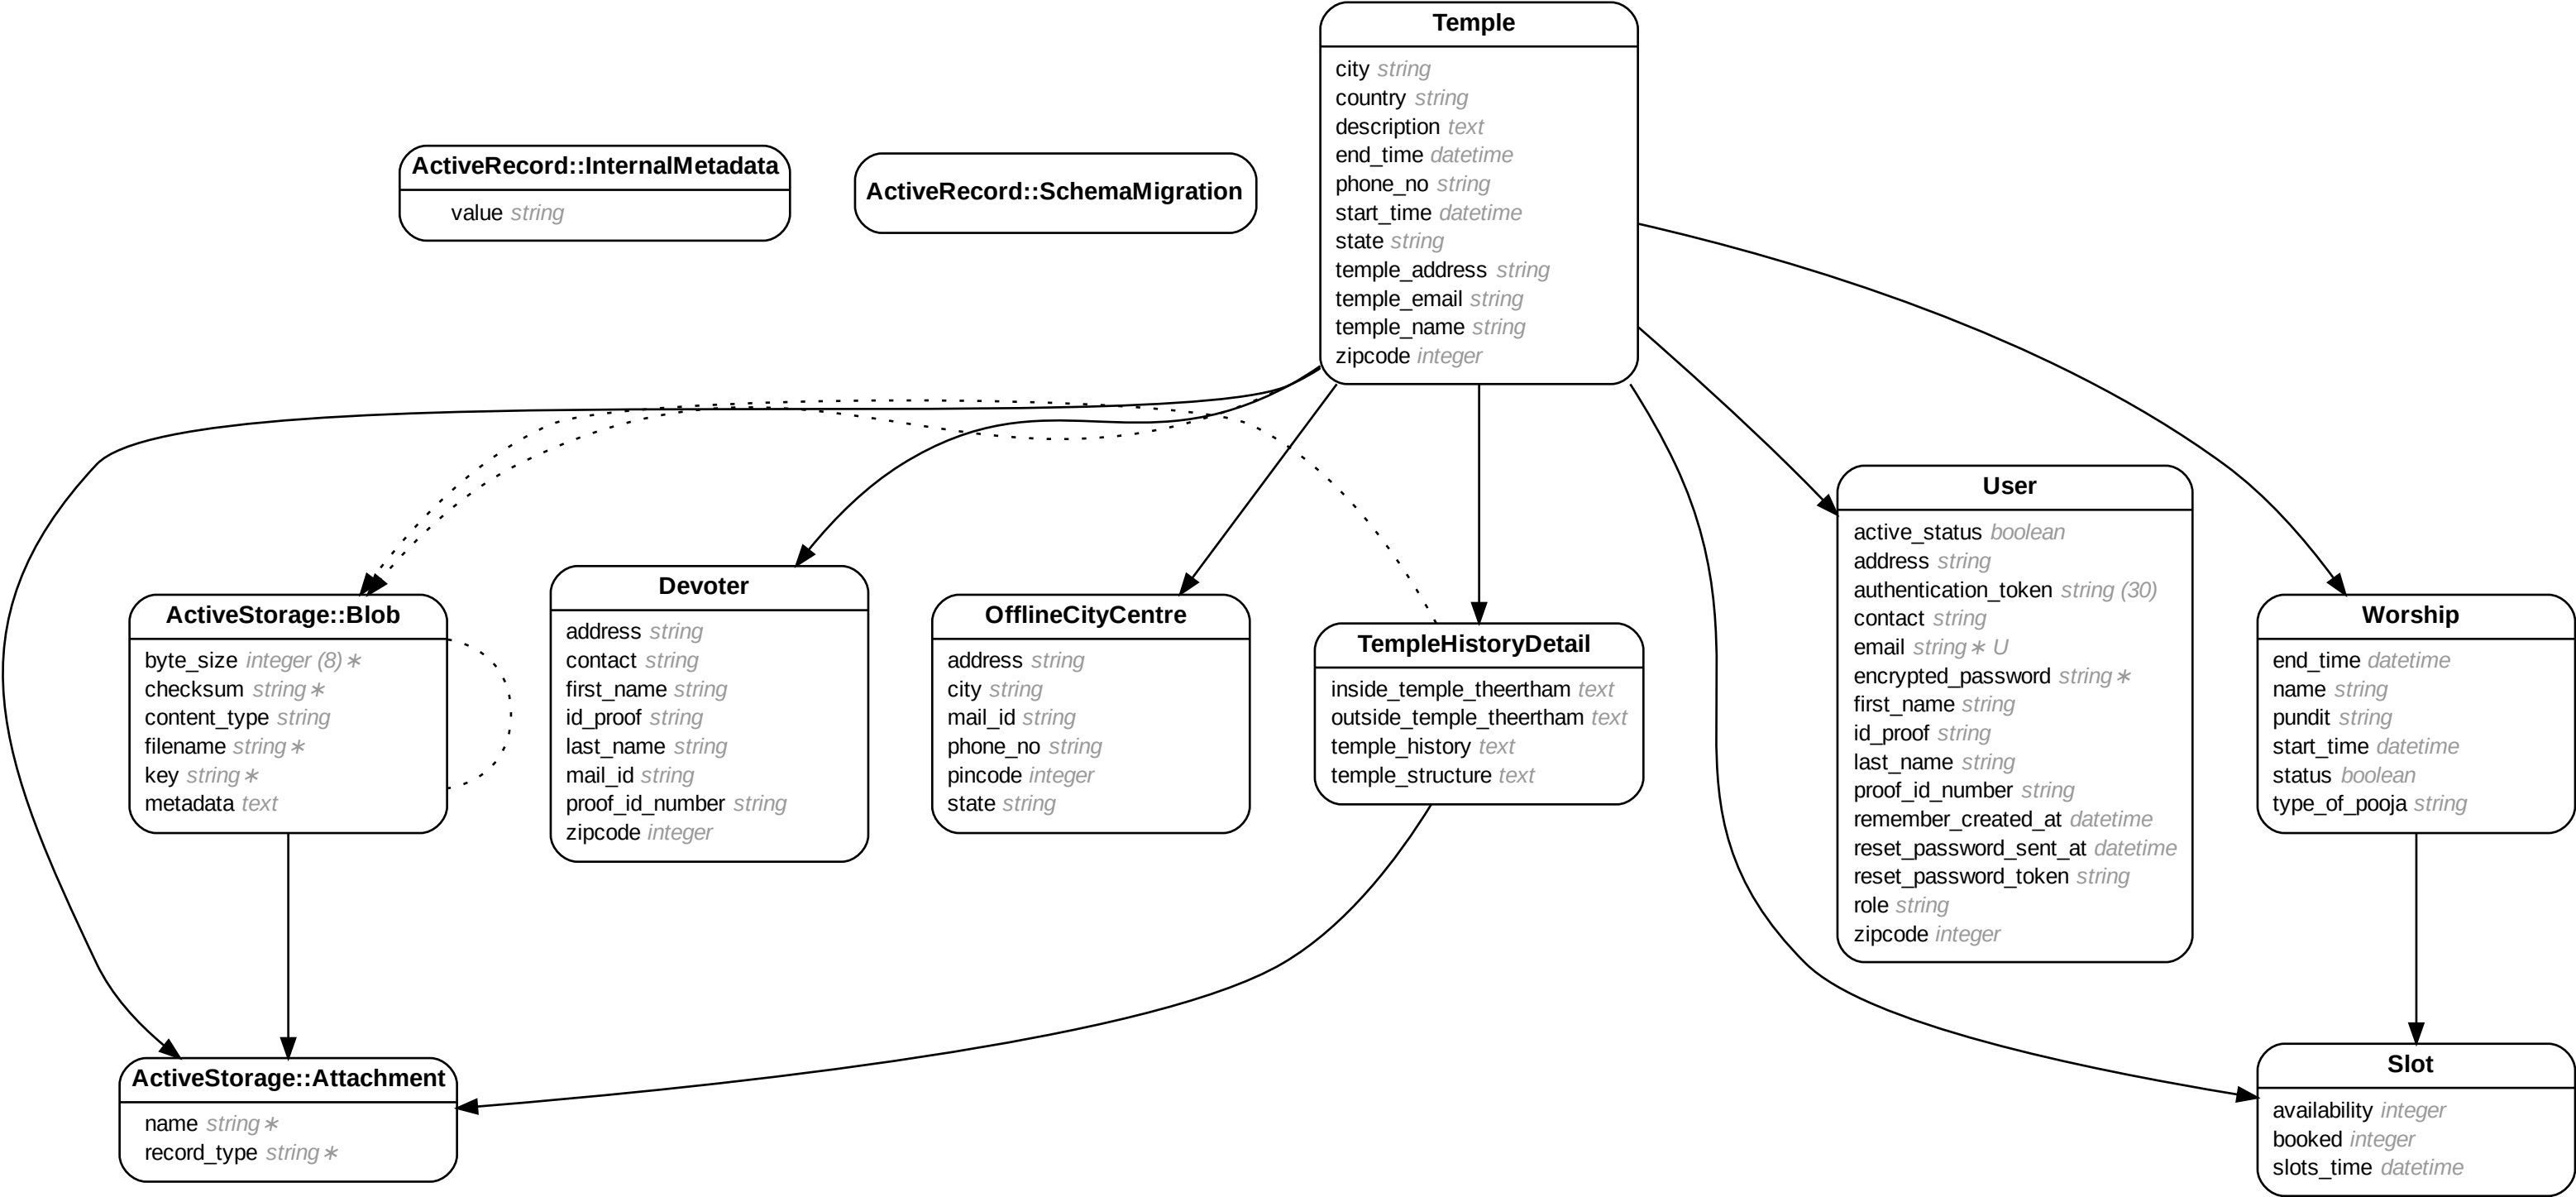 Temple
city string
country string
description text
end_time datetime
phone_no string
start_time datetime
state string
temple_address string
temple_email string
temple_name string
zipcode integer
ActiveRecord::InternalMetadata
value string
ActiveRecord::SchemaMigration
ActiveStorage::Blob
byte_size integer (8)∗
checksum string∗
content_type string
filename string∗
key string∗
metadata text
Devoter
address string
contact string
first_name string
id_proof string
last_name string
mail_id string
proof_id_number string
zipcode integer
OfflineCityCentre
address string
city string
mail_id string
phone_no string
pincode integer
state string
TempleHistoryDetail
inside_temple_theertham text
outside_temple_theertham text
temple_history text
temple_structure text
User
active_status boolean
address string
authentication_token string (30)
contact string
email string∗ U
encrypted_password string∗
first_name string
id_proof string
last_name string
proof_id_number string
remember_created_at datetime
reset_password_sent_at datetime
reset_password_token string
role string
zipcode integer
Worship
end_time datetime
name string
pundit string
start_time datetime
status boolean
type_of_pooja string
ActiveStorage::Attachment
name string∗
record_type string∗
Slot
availability integer
booked integer
slots_time datetime